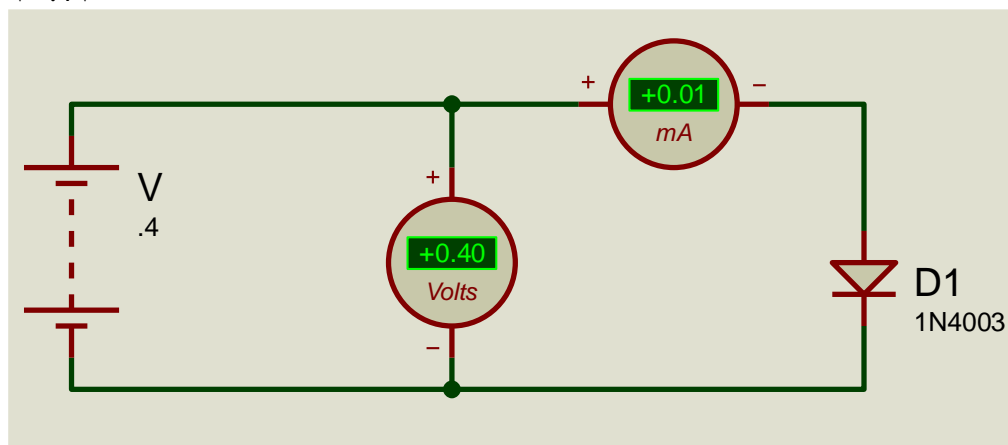 + +0.01 −
mA
V
.4
+
+0.40
Volts
−
D1
1N4003